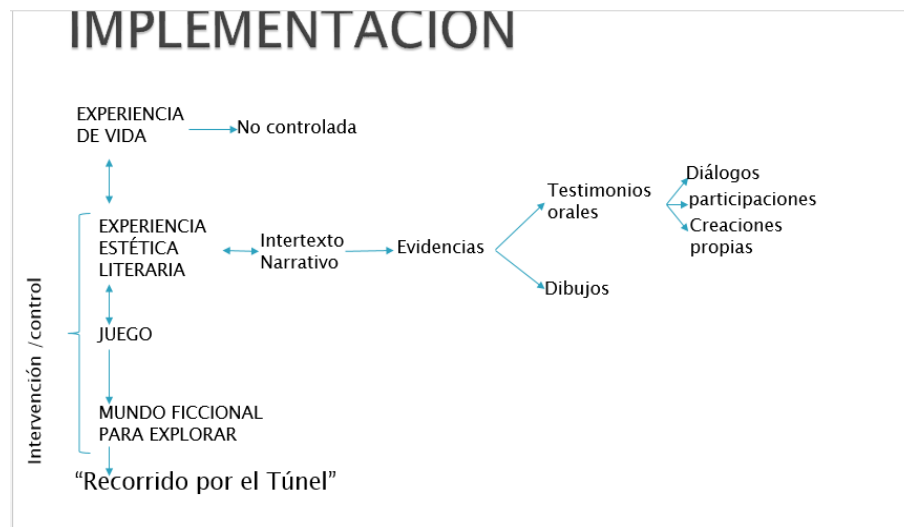 IMPLEMENTACION
EXPERIENCIA
DE VIDA
No controlada
EXPERIENCIA
ESTÉTICA
LITERARIA
Intertexto
Narrativo
Evidencias
Testimonios
orales
Diálogos
participaciones
Creaciones
propias
Dibujos
JUEGO
MUNDO FICCIONAL
PARA EXPLORAR
“Recorrido por el Túnel”
Intervención /control